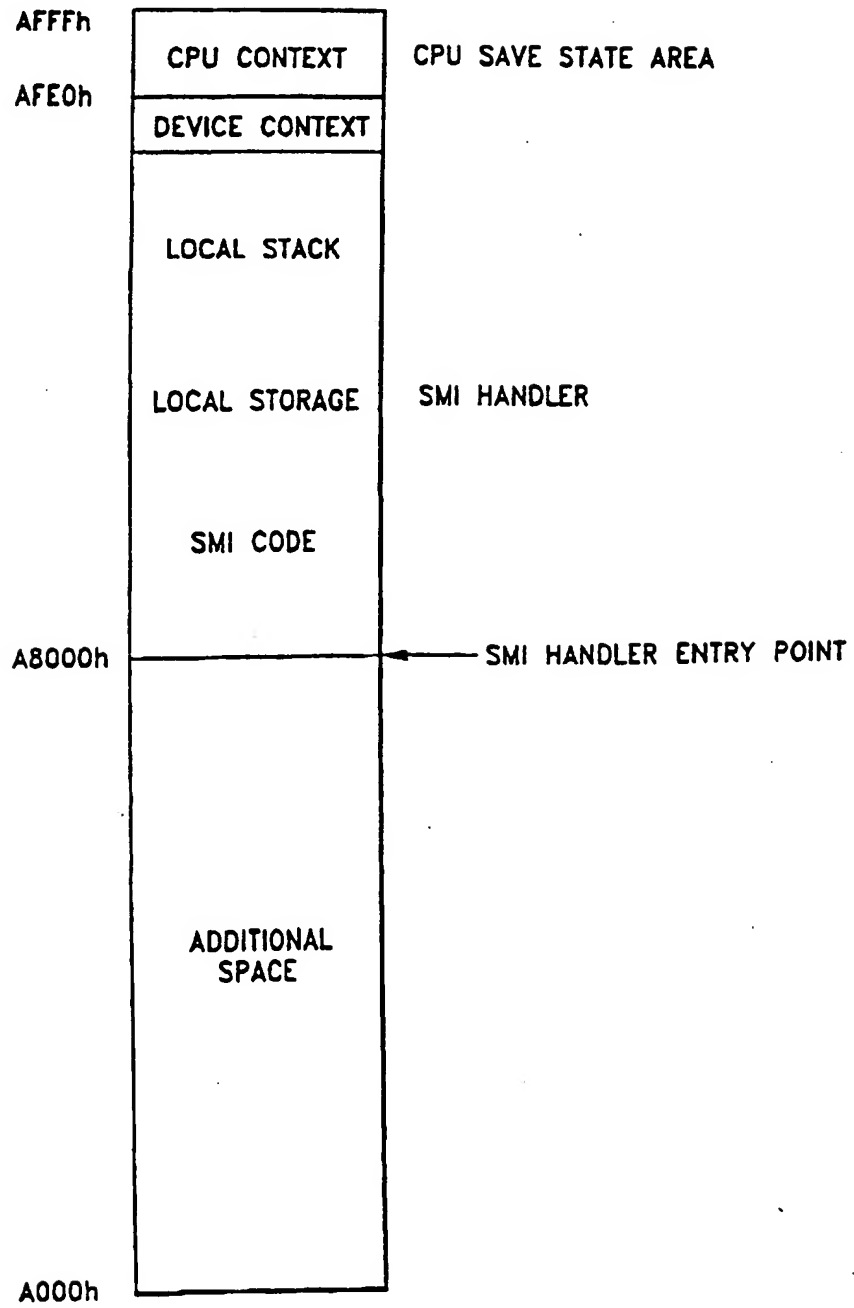 AFFFh
CPU CONTEXT CPU SAVE STATE AREA
AFE0h
DEVICE CONTEXT
LOCAL STACK
LOCAL STORAGE SMI HANDLER
SMI CODE
A8000h SMI HANDLER ENTRY POINT
ADDITIONAL
SPACE
A000h